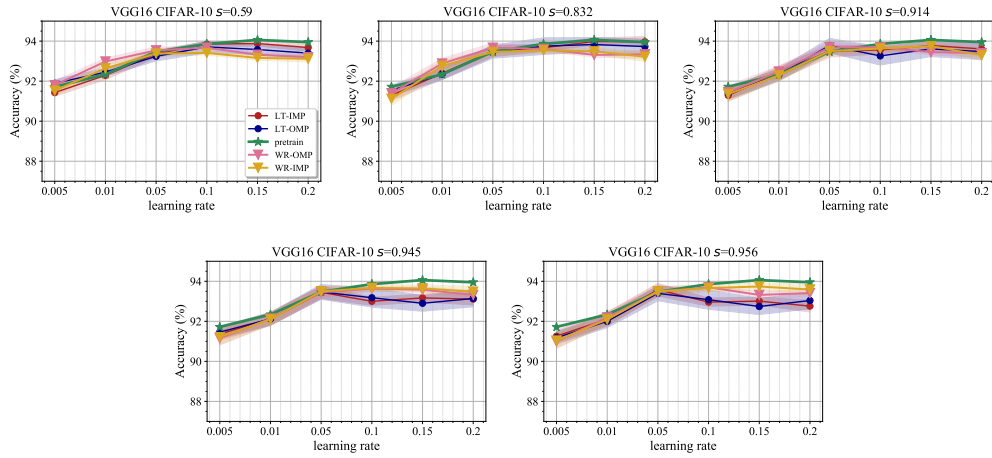 VGG16 CIFAR-10 s=0.59
VGG16 CIFAR-10 s=0.832
VGG16 CIFAR-10 s=0.914
Accuracy (%)
94
92
90
88
LT-IMP
LT-OMP
pretrain
WR-OMP
WR-IMP
0.005 0.01 0.05 0.1 0.15 0.2
learning rate
Accuracy (%)
94
92
90
88
0.005 0.01 0.05 0.1 0.15 0.2
learning rate
Accuracy (%)
94
92
90
88
0.005 0.01 0.05 0.1 0.15 0.2
learning rate
VGG16 CIFAR-10 s=0.945
VGG16 CIFAR-10 s=0.956
Accuracy (%)
94
92
90
88
0.005 0.01 0.05 0.1 0.15 0.2
learning rate
Accuracy (%)
94
92
90
88
0.005 0.01 0.05 0.1 0.15 0.2
learning rate